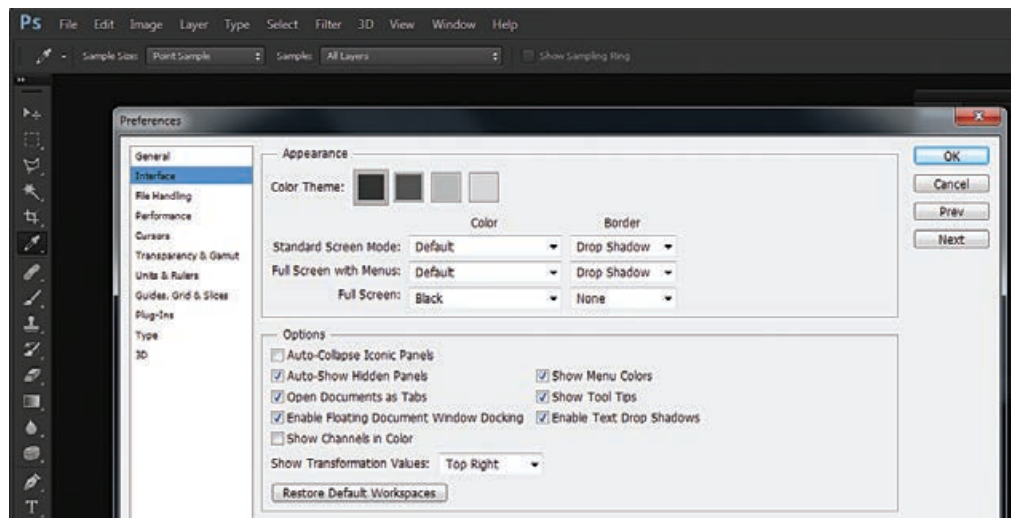 Ps File Edit Image Layer Type Select Filter 3D View Window Help
Sample Size: Point Sample Sample: All Layers Show Sampling Ring
Preferences
General
Interface
File Handling
Performance
Cursors
Transparency & Gamut
Units & Rulers
Guides, Grid & Slices
Plug-Ins
Type
3D
Appearance
Color Theme:
Color Border
Standard Screen Mode: Default Drop Shadow
Full Screen with Menus: Default Drop Shadow
Full Screen: Black None
Options
Auto-Collapse Iconic Panels
Auto-Show Hidden Panels Show Menu Colors
Open Documents as Tabs Show Tool Tips
Enable Floating Document Window Docking Enable Text Drop Shadows
Show Channels in Color
Show Transformation Values: Top Right
Restore Default Workspaces
OK
Cancel
Prev
Next
T